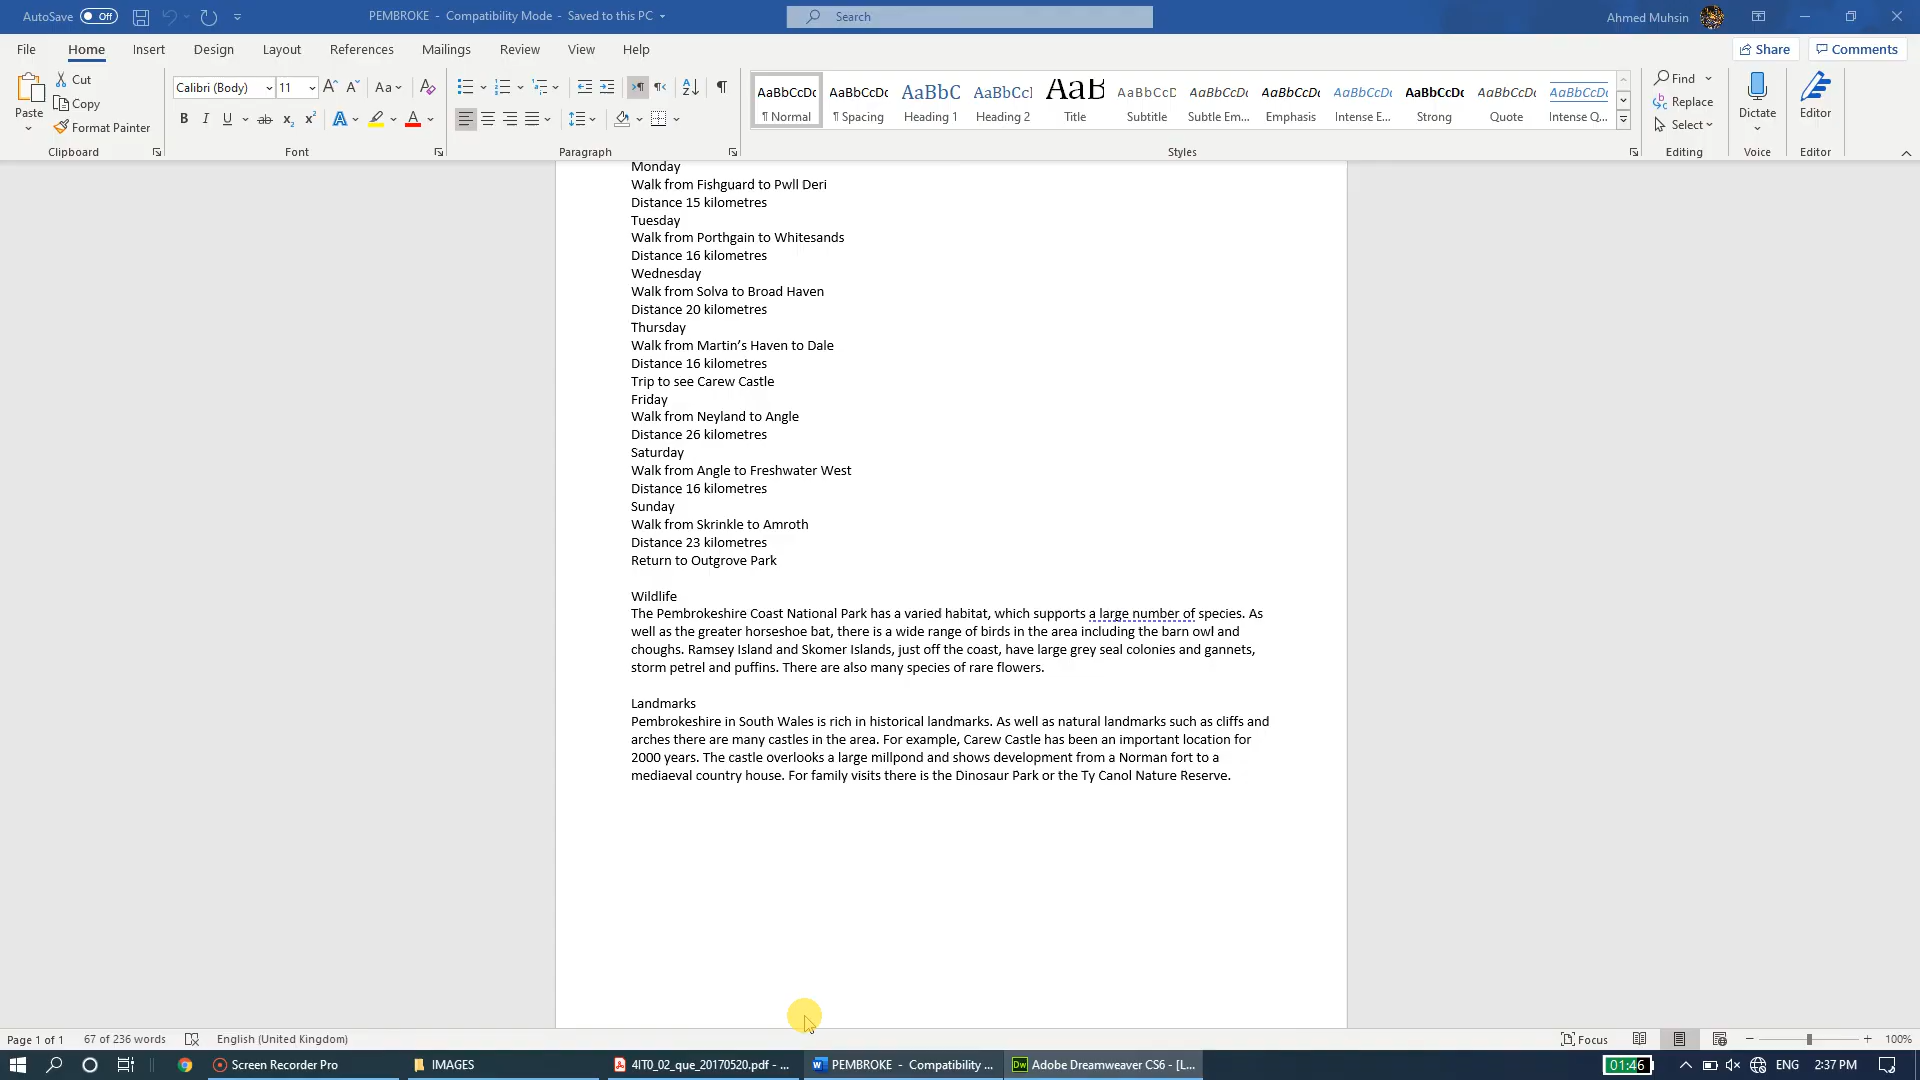 AutoSave Off PEMBROKE - Compatibility Mode - Saved to this PC Search Ahmed Muhsin
File Home Insert Design Layout References Mailings Review View Help Share Comments
Paste Cut Copy Format Painter
Calibri (Body) 11
AaBbCcDc AaBbCcDc AaBbC AaBbCcI AaB AaBbCcD AaBbCcDc AaBbCcDc AaBbCcDc AaBbCcDc AaBbCcDc AaBbCcDc
¶ Normal ¶ Spacing Heading 1 Heading 2 Title Subtitle Subtle Em... Emphasis Intense E... Strong Quote Intense Q...
Find Replace Select Dictate Editor
Clipboard Font Paragraph Styles Editing Voice Editor
Monday
Walk from Fishguard to Pwll Deri
Distance 15 kilometres
Tuesday
Walk from Porthgain to Whitesands
Distance 16 kilometres
Wednesday
Walk from Solva to Broad Haven
Distance 20 kilometres
Thursday
Walk from Martin’s Haven to Dale
Distance 16 kilometres
Trip to see Carew Castle
Friday
Walk from Neyland to Angle
Distance 26 kilometres
Saturday
Walk from Angle to Freshwater West
Distance 16 kilometres
Sunday
Walk from Skrinkle to Amroth
Distance 23 kilometres
Return to Outgrove Park
Wildlife
The Pembrokeshire Coast National Park has a varied habitat, which supports a large number of species. As
well as the greater horseshoe bat, there is a wide range of birds in the area including the barn owl and
choughs. Ramsey Island and Skomer Islands, just off the coast, have large grey seal colonies and gannets,
storm petrel and puffins. There are also many species of rare flowers.
Landmarks
Pembrokeshire in South Wales is rich in historical landmarks. As well as natural landmarks such as cliffs and
arches there are many castles in the area. For example, Carew Castle has been an important location for
2000 years. The castle overlooks a large millpond and shows development from a Norman fort to a
mediaeval country house. For family visits there is the Dinosaur Park or the Ty Canol Nature Reserve.
Page 1 of 1 67 of 236 words English (United Kingdom) Focus 100%
Screen Recorder Pro IMAGES 4IT0_02_que_20170520.pdf - ... PEMBROKE - Compatibility ... Adobe Dreamweaver CS6 - [L... 01:46 ENG 2:37 PM